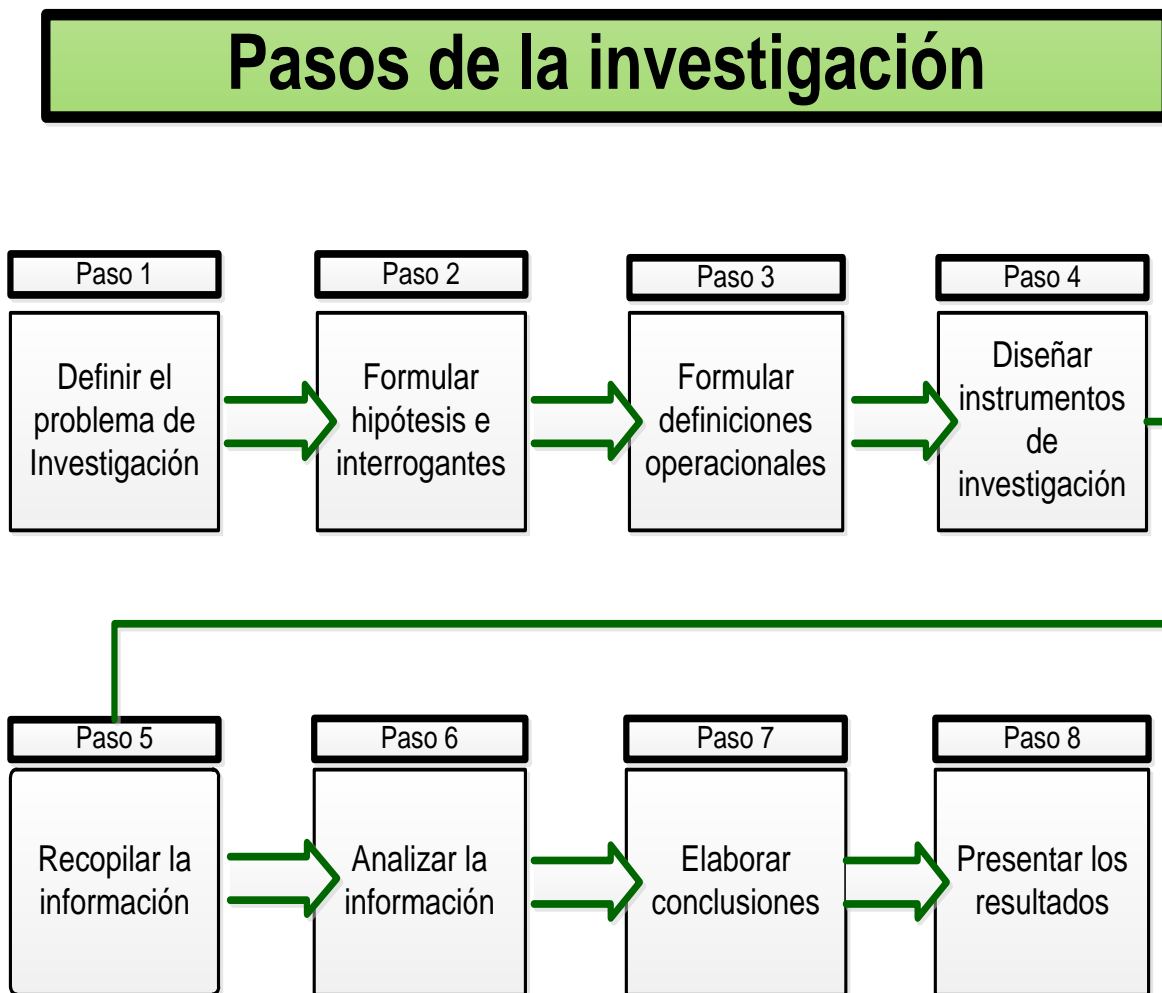 Pasos de la investigación
Paso 1
Definir el
problema de
Investigación
Paso 2
Formular
hipótesis e
interrogantes
Paso 3
Formular
definiciones
operacionales
Paso 4
Diseñar
instrumentos
de
investigación
Paso 5
Recopilar la
información
Paso 6
Analizar la
información
Paso 7
Elaborar
conclusiones
Paso 8
Presentar los
resultados